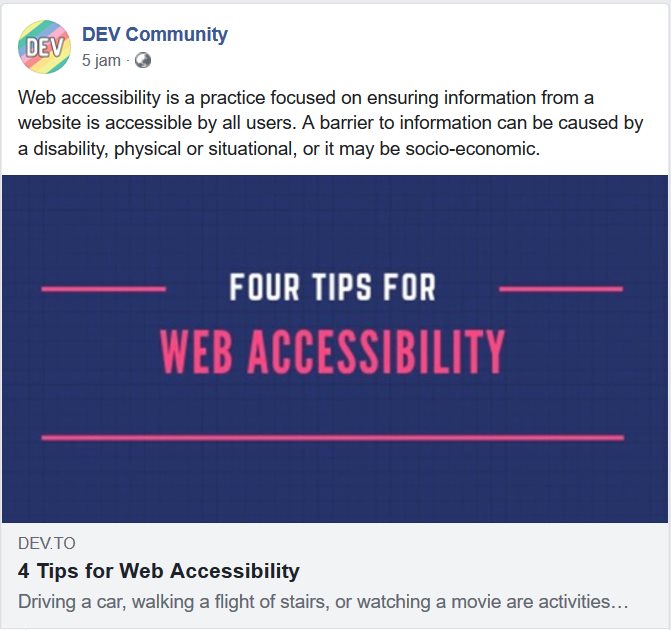 DEV
DEV Community
5 jam ·
Web accessibility is a practice focused on ensuring information from a
website is accessible by all users. A barrier to information can be caused by
a disability, physical or situational, or it may be socio-economic.
FOUR TIPS FOR
WEB ACCESSIBILITY
DEV.TO
4 Tips for Web Accessibility
Driving a car, walking a flight of stairs, or watching a movie are activities…